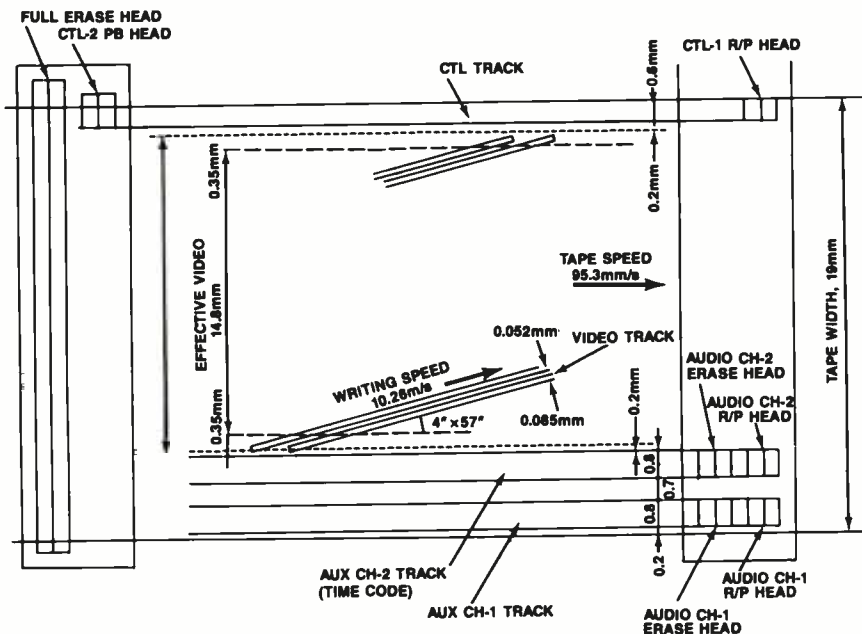 FULL ERASE HEAD
CTL-2 PB HEAD
CTL-1 R/P HEAD
CTL TRACK
0.6mm
0.35mm
0.2mm
EFFECTIVE VIDEO
14.8mm
TAPE SPEED
95.3mm/s
TAPE WIDTH, 19mm
0.052mm
VIDEO TRACK
WRITING SPEED
10.26m/s
AUDIO CH-2
ERASE HEAD
AUDIO CH-2
R/P HEAD
0.35mm
4" x 57"
0.065mm
0.2mm
0.8
0.7
0.8
0.2
AUX CH-2 TRACK
(TIME CODE)
AUX CH-1 TRACK
AUDIO CH-1
R/P HEAD
AUDIO CH-1
ERASE HEAD